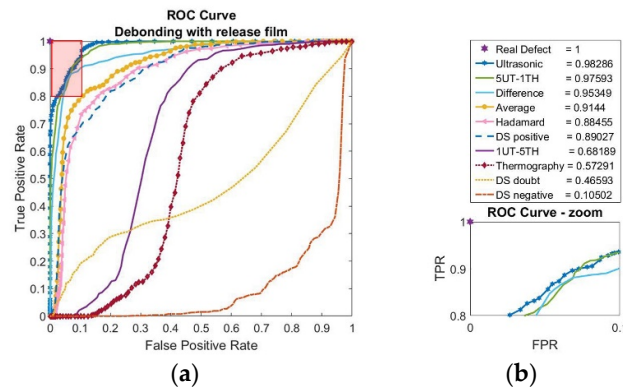 ROC Curve
Debonding with release film
True Positive Rate
1
0.9
0.8
0.7
0.6
0.5
0.4
0.3
0.2
0.1
0
0 0.1 0.2 0.3 0.4 0.5 0.6 0.7 0.8 0.9 1
False Positive Rate
(a)
Real Defect = 1
Ultrasonic = 0.98286
5UT-1TH = 0.97593
Difference = 0.95349
Average = 0.9144
Hadamard = 0.88455
DS positive = 0.89027
1UT-5TH = 0.68189
Thermography = 0.57291
DS doubt = 0.46593
DS negative = 0.10502
ROC Curve - zoom
TPR
1
0.9
0.8
0
FPR
(b)